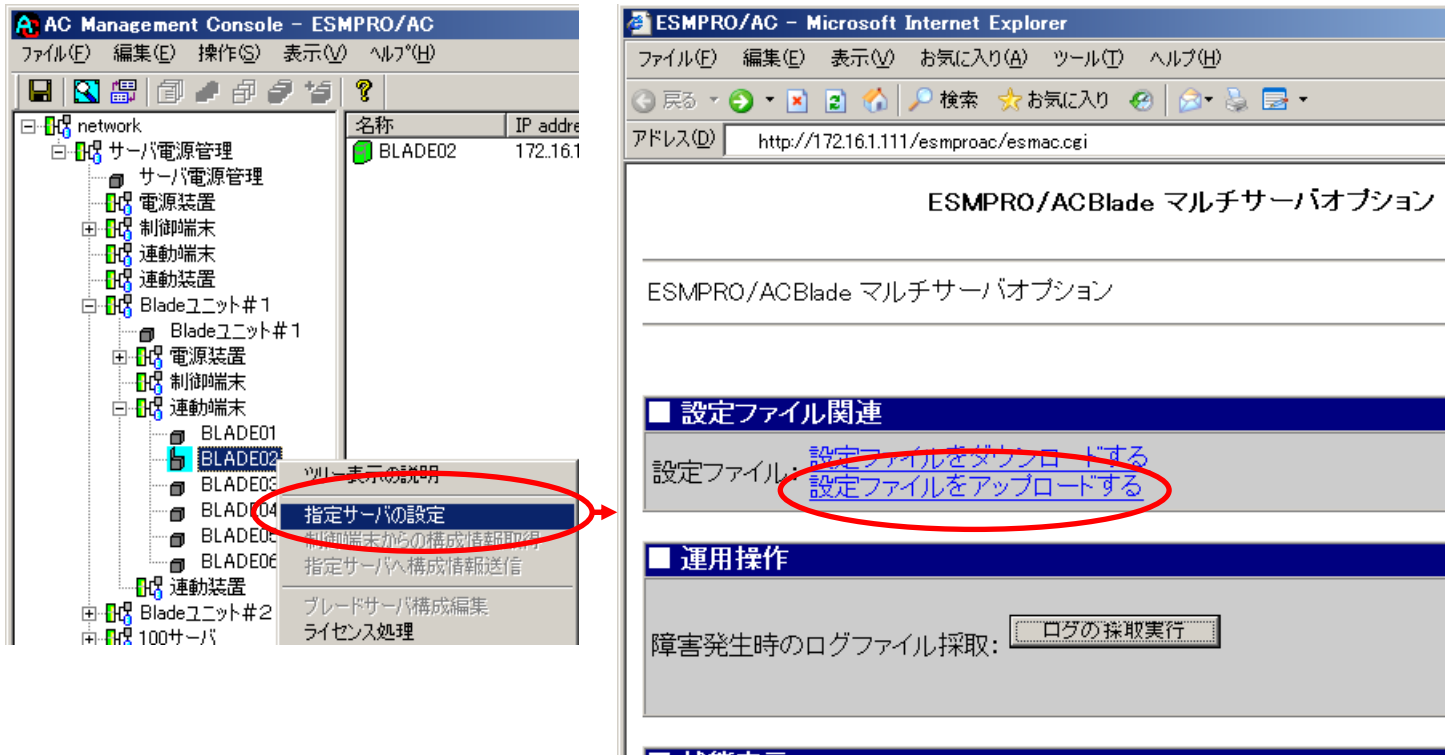 AC Management Console - ESMPRO/AC
ファイル(F) 編集(E) 操作(S) 表示(V) ヘルプ(H)
名称 IP addre
network
サーバ電源管理
サーバ電源管理
電源装置
制御端末
連動端末
連動装置
Bladeユニット#1
Bladeユニット#1
電源装置
制御端末
連動端末
BLADE01
BLADE02
BLADE03
BLADE04
BLADE05
BLADE06
連動装置
Bladeユニット#2
100サーバ
BLADE02 172.16.1
ツリー表示の説明
指定サーバの設定
制御端末からの構成情報取得
指定サーバへ構成情報送信
ブレードサーバ構成編集
ライセンス処理
ESMPRO/AC - Microsoft Internet Explorer
ファイル(F) 編集(E) 表示(V) お気に入り(A) ツール(T) ヘルプ(H)
戻る 検索 お気に入り
アドレス(D) http://172.16.1.111/esmproac/esmac.cgi
ESMPRO/ACBlade マルチサーバオプション
ESMPRO/ACBlade マルチサーバオプション
■ 設定ファイル関連
設定ファイル: 設定ファイルをダウンロードする
設定ファイルをアップロードする
■ 運用操作
障害発生時のログファイル採取: ログの採取実行